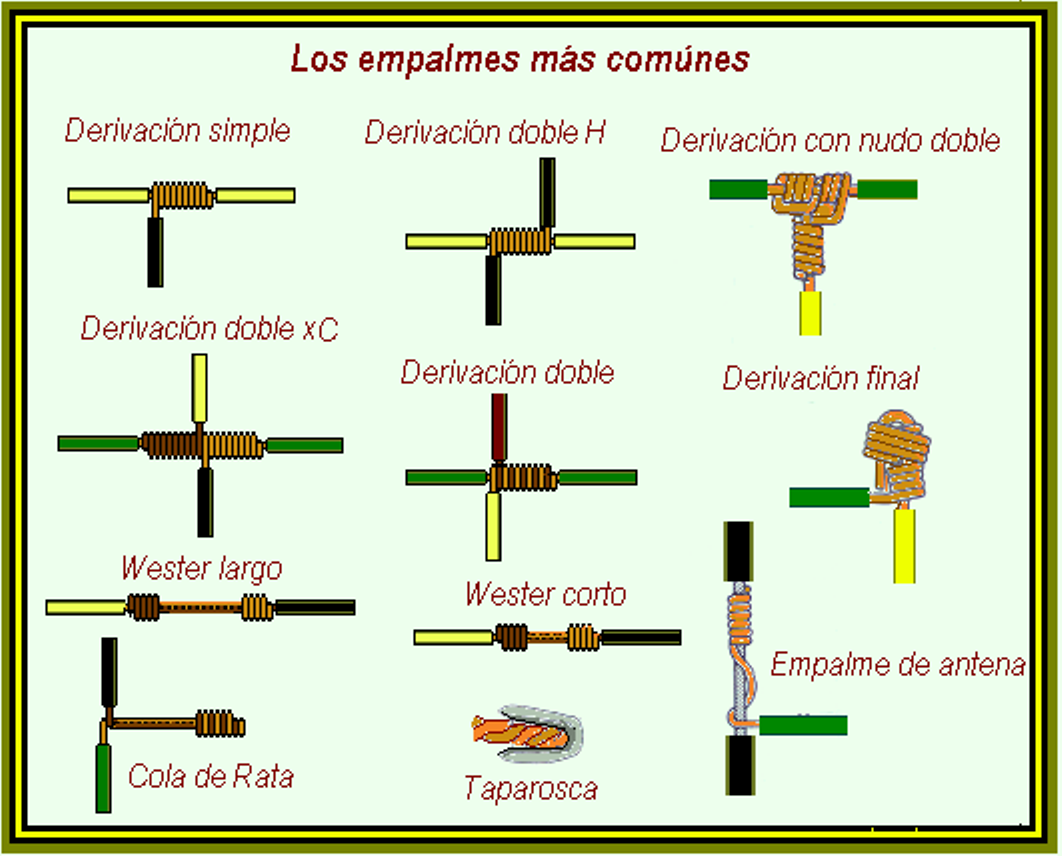 Los empalmes más comúnes
Derivación simple
Derivación doble H
Derivación con nudo doble
Derivación doble xC
Derivación doble
Derivación final
Wester largo
Wester corto
Empalme de antena
Cola de Rata
Taparosca